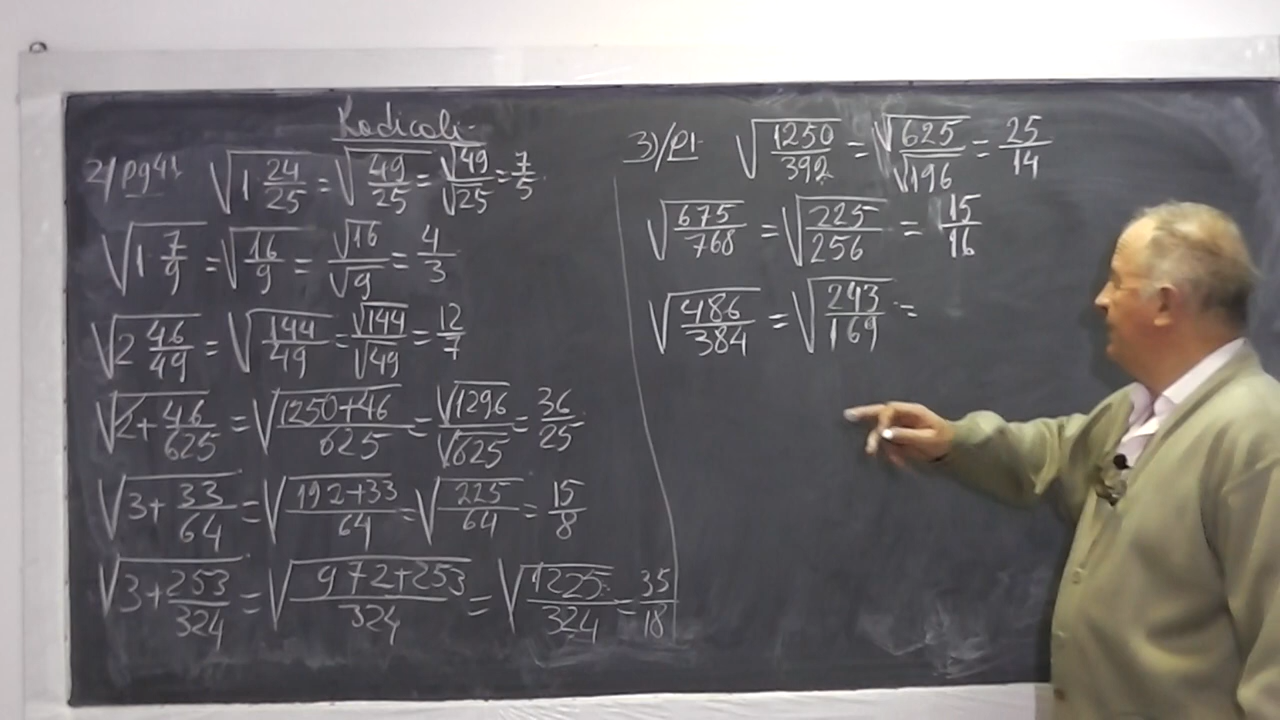 Radicali
2) pg41 √(1 24/25) = √(49/25) = √49/√25 = 7/5
√(1 7/9) = √(16/9) = √16/√9 = 4/3
√(2 46/49) = √(144/49) = √144/√49 = 12/7
√(2+46/625) = √((1250+46)/625) = √1296/√625 = 36/25
√(3+33/64) = √((192+33)/64) = √(225/64) = 15/8
√(3+253/324) = √((972+253)/324) = √(1225/324) = 35/18
3) √(1250/392) = √625/√196 = 25/14
√(675/768) = √(225/256) = 15/16
√(486/384) = √(243/169) =